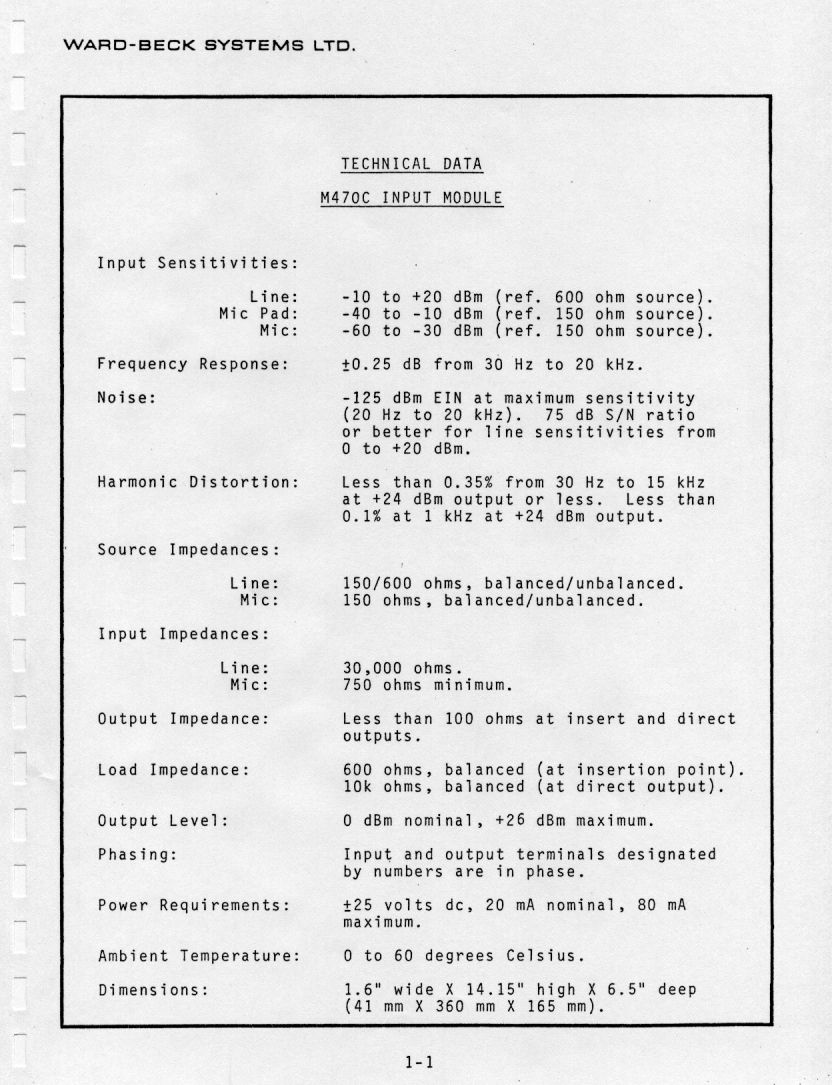 WARD-BECK SYSTEMS LTD.
TECHNICAL DATA
M470C INPUT MODULE
Input Sensitivities:
Line: -10 to +20 dBm (ref. 600 ohm source).
Mic Pad: -40 to -10 dBm (ref. 150 ohm source).
Mic: -60 to -30 dBm (ref. 150 ohm source).
Frequency Response: ±0.25 dB from 30 Hz to 20 kHz.
Noise: -125 dBm EIN at maximum sensitivity
(20 Hz to 20 kHz). 75 dB S/N ratio
or better for line sensitivities from
0 to +20 dBm.
Harmonic Distortion: Less than 0.35% from 30 Hz to 15 kHz
at +24 dBm output or less. Less than
0.1% at 1 kHz at +24 dBm output.
Source Impedances:
Line: 150/600 ohms, balanced/unbalanced.
Mic: 150 ohms, balanced/unbalanced.
Input Impedances:
Line: 30,000 ohms.
Mic: 750 ohms minimum.
Output Impedance: Less than 100 ohms at insert and direct
outputs.
Load Impedance: 600 ohms, balanced (at insertion point).
10k ohms, balanced (at direct output).
Output Level: 0 dBm nominal, +26 dBm maximum.
Phasing: Input and output terminals designated
by numbers are in phase.
Power Requirements: ±25 volts dc, 20 mA nominal, 80 mA
maximum.
Ambient Temperature: 0 to 60 degrees Celsius.
Dimensions: 1.6" wide X 14.15" high X 6.5" deep
(41 mm X 360 mm X 165 mm).
1-1